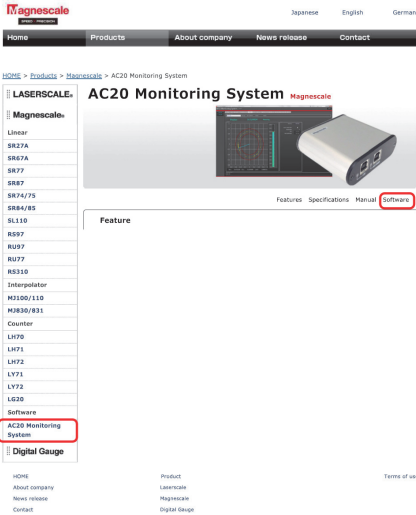 Magnescale
SPEED PRECISION
Japanese English German
Home Products About company News release Contact
HOME > Products > Magnescale > AC20 Monitoring System
LASERSCALE®
Magnescale®
Linear
SR27A
SR67A
SR77
SR87
SR74/75
SR84/85
SL110
RS97
RU97
RU77
RS310
Interpolator
MJ100/110
MJ830/831
Counter
LH70
LH71
LH72
LY71
LY72
LG20
Software
AC20 Monitoring
System
Digital Gauge
AC20 Monitoring System Magnescale
Features Specifications Manual Software
Feature
HOME
About company
News release
Contact
Product
Laserscale
Magnescale
Digital Gauge
Terms of use